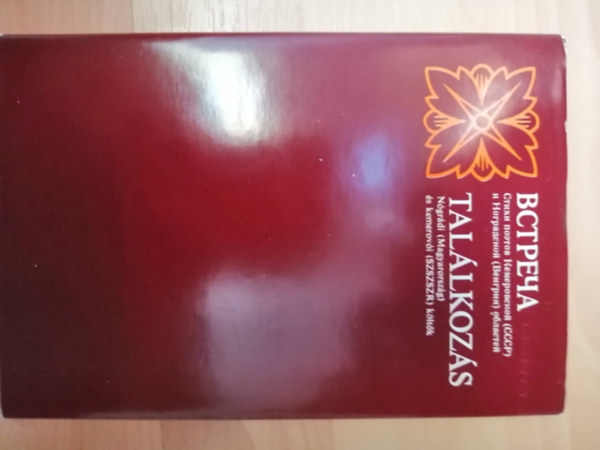 ВСТРЕЧА
Стихи поэтов Кемеровской (СССР)
и Ноградской (Венгрия) областей
TALÁLKOZÁS
Nógrádi (Magyarország)
és kemerovói (SZSZSZR) költők